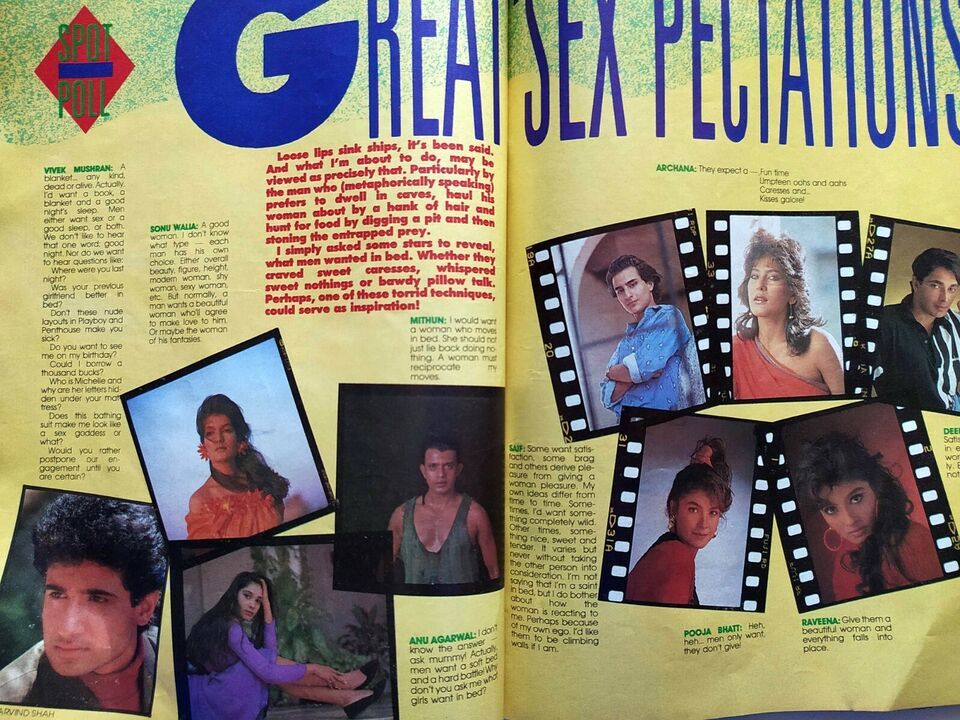 SPOT
POLL
GREAT SEX PECTATIONS
Loose lips sink ships, it's been said.
And what I'm about to do, may be
viewed as precisely that. Particularly by
the man who (metaphorically speaking)
prefers to dwell in caves, haul his
woman about by a hank of hair and
hunt for food by digging a pit and then
stoning the entrapped prey.
I simply asked some stars to reveal,
what men wanted in bed. Whether they
craved sweet caresses, whispered
sweet nothings or bawdy pillow talk.
Perhaps, one of these torrid techniques,
could serve as inspiration!
VIVEK MUSHRAN: A
blanket... any kind,
dead or alive. Actually,
I'd want a book, a
blanket and a good
night's sleep. Men
either want sex or a
good sleep, or both.
We don't like to hear
that one word; good
night. Nor do we want
to hear questions like:
Where were you last
night?
Was your previous
girlfriend better in
bed?
Don't these nude
layouts in Playboy and
Penthouse make you
sick?
Do you want to see
me on my birthday?
Could I borrow a
thousand bucks?
Who is Michelle and
why are her letters hid-
den under your mat
tress?
Does this bathing
suit make me look like
a sex goddess or
what?
Would you rather
postpone our en-
gagement until you
are certain?
SONU WALIA: A good
woman. I don't know
what type — each
man has his own
choice. Either overall
beauty, figure, height,
modern woman, shy
woman, sexy woman,
etc. But normally, a
man wants a beautiful
woman who'll agree
to make love to him.
Or maybe the woman
of his fantasies.
MITHUN: I would want
a woman who moves
in bed. She should not
just lie back doing no-
thing. A woman must
reciprocate my
moves.
ANU AGARWAL: I don't
know the answer —
ask mummy! Actually,
men want a soft bed
and a hard battle! Why
don't you ask me what
girls want in bed?
ARVIND SHAH
ARCHANA: They expect a — Fun time
Umpteen oohs and aahs
Caresses and...
Kisses galore!
SAIF: Some want satis-
faction, some brag
and others derive ple-
asure from giving a
woman pleasure. My
own ideas differ from
time to time. Some-
times, I'd want some-
thing completely wild.
Other times, some-
thing nice, sweet and
tender. It varies but
never without taking
the other person into
consideration. I'm not
saying that I'm a saint
in bed, but I do bother
about how the
woman is reacting to
me. Perhaps because
of my own ego. I'd like
them to be climbing
walls if I am.
POOJA BHATT: Heh,
heh... men only want,
they don't give!
RAVEENA: Give them a
beautiful woman and
everything falls into
place.
DEE
Satis
in e
w
ly. B
not